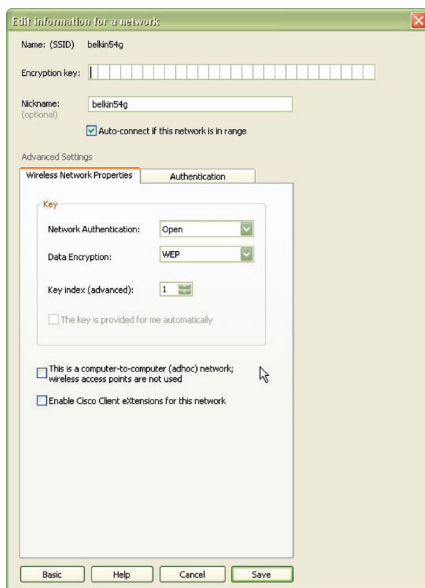 Edit information for a network
Name: (SSID) belkin54g
Encryption key:
Nickname: belkin54g
(optional)
Auto-connect if this network is in range
Advanced Settings
Wireless Network Properties Authentication
Key
Network Authentication: Open
Data Encryption: WEP
Key index (advanced): 1
The key is provided for me automatically
This is a computer-to-computer (adhoc) network;
wireless access points are not used
Enable Cisco Client eXtensions for this network
Basic Help Cancel Save